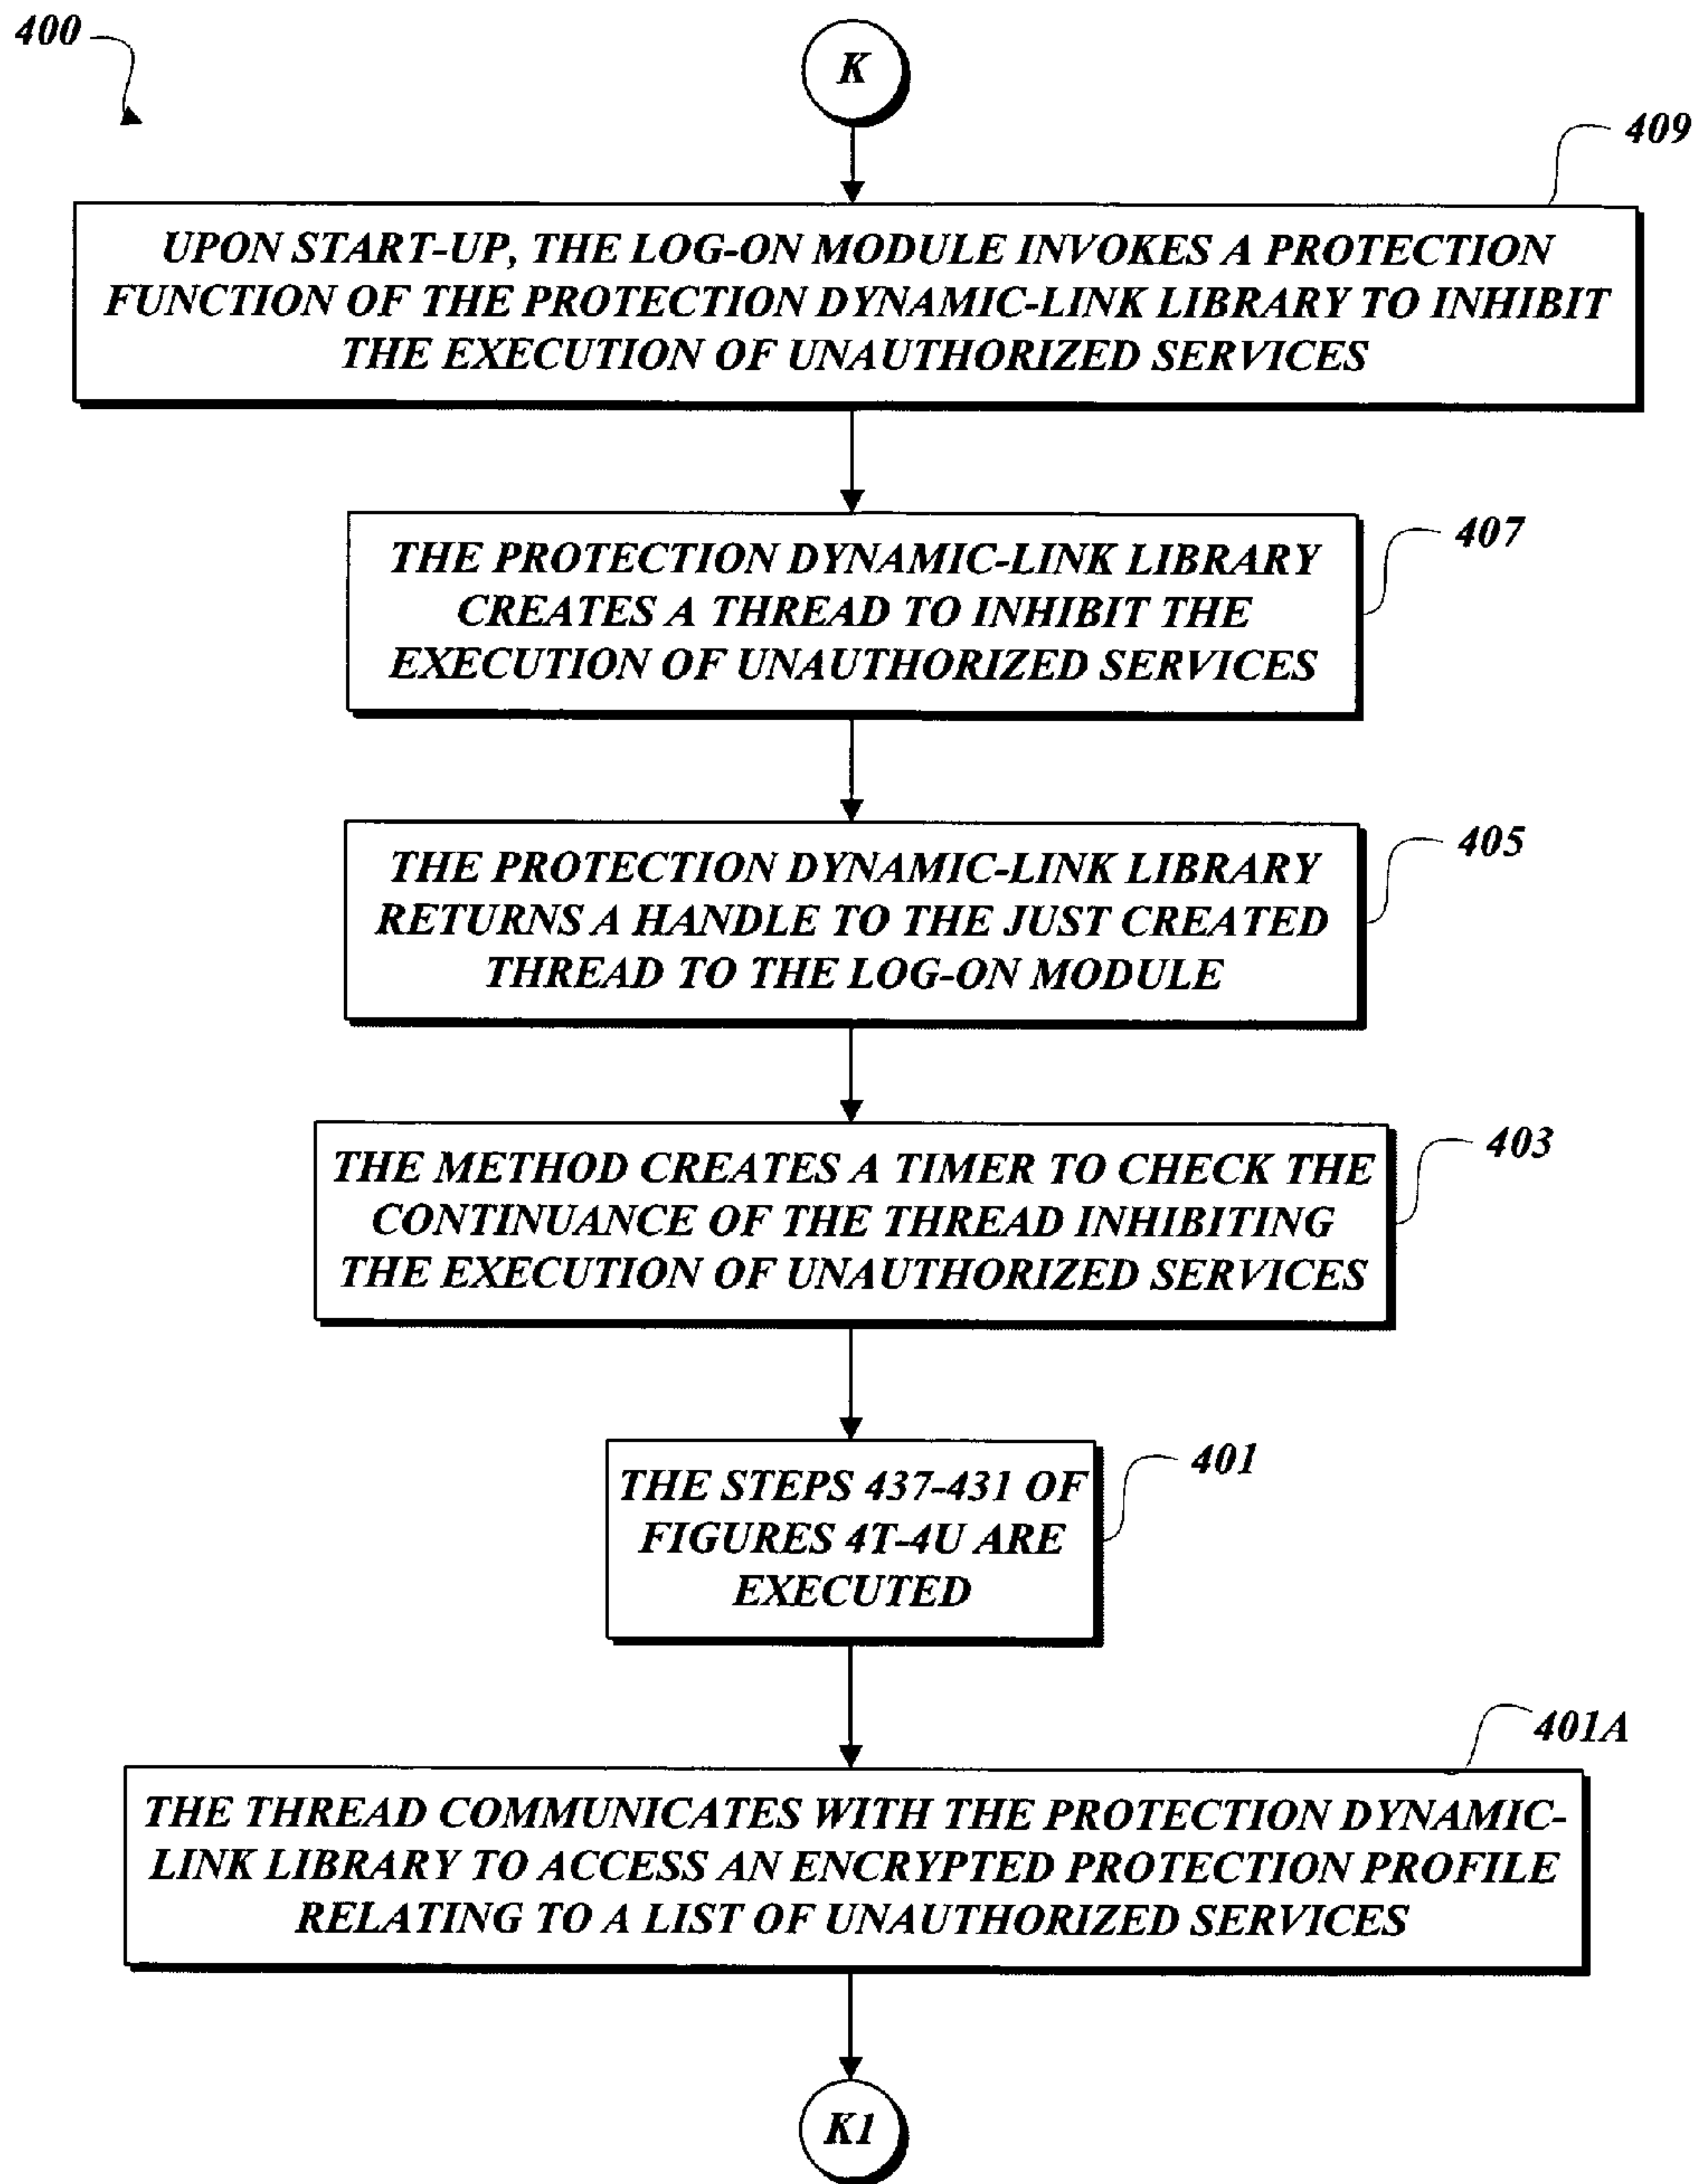 400
K
409
UPON START-UP, THE LOG-ON MODULE INVOKES A PROTECTION
FUNCTION OF THE PROTECTION DYNAMIC-LINK LIBRARY TO INHIBIT
THE EXECUTION OF UNAUTHORIZED SERVICES
407
THE PROTECTION DYNAMIC-LINK LIBRARY
CREATES A THREAD TO INHIBIT THE
EXECUTION OF UNAUTHORIZED SERVICES
405
THE PROTECTION DYNAMIC-LINK LIBRARY
RETURNS A HANDLE TO THE JUST CREATED
THREAD TO THE LOG-ON MODULE
403
THE METHOD CREATES A TIMER TO CHECK THE
CONTINUANCE OF THE THREAD INHIBITING
THE EXECUTION OF UNAUTHORIZED SERVICES
401
THE STEPS 437-431 OF
FIGURES 4T-4U ARE
EXECUTED
401A
THE THREAD COMMUNICATES WITH THE PROTECTION DYNAMIC-
LINK LIBRARY TO ACCESS AN ENCRYPTED PROTECTION PROFILE
RELATING TO A LIST OF UNAUTHORIZED SERVICES
K1